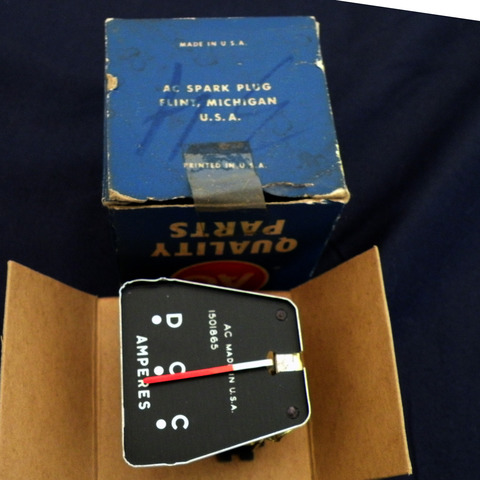 MADE IN U.S.A.
AC SPARK PLUG
FLINT, MICHIGAN
U.S.A.
PRINTED IN U.S.A.
QUALITY
PARTS
D O C
AMPERES
AC MADE IN U.S.A.
1501865